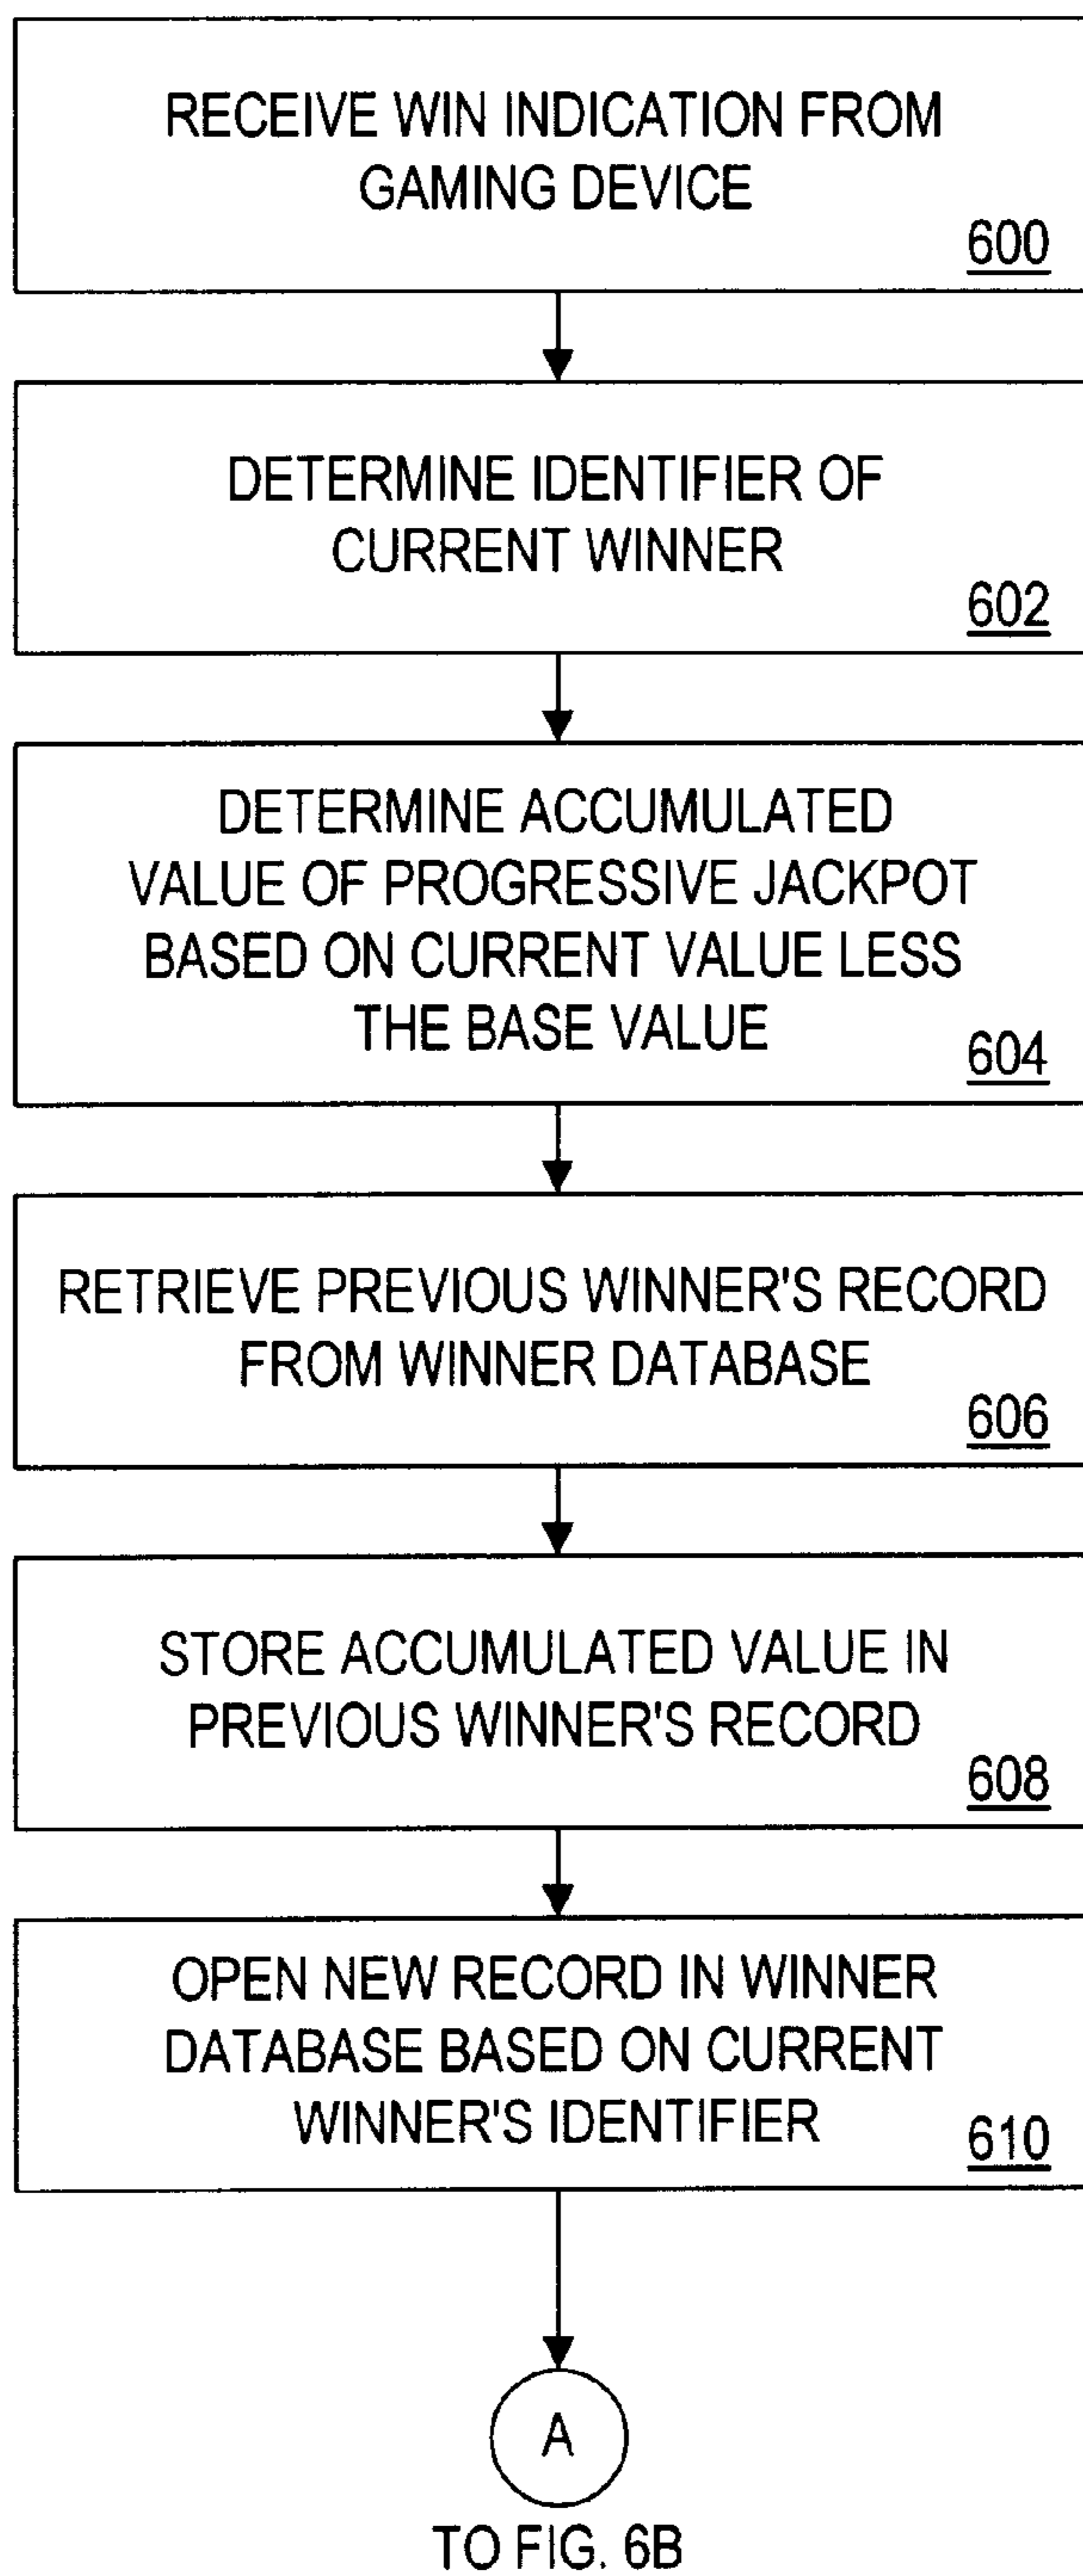 RECEIVE WIN INDICATION FROM
GAMING DEVICE
600
DETERMINE IDENTIFIER OF
CURRENT WINNER
602
DETERMINE ACCUMULATED
VALUE OF PROGRESSIVE JACKPOT
BASED ON CURRENT VALUE LESS
THE BASE VALUE
604
RETRIEVE PREVIOUS WINNER'S RECORD
FROM WINNER DATABASE
606
STORE ACCUMULATED VALUE IN
PREVIOUS WINNER'S RECORD
608
OPEN NEW RECORD IN WINNER
DATABASE BASED ON CURRENT
WINNER'S IDENTIFIER
610
A
TO FIG. 6B